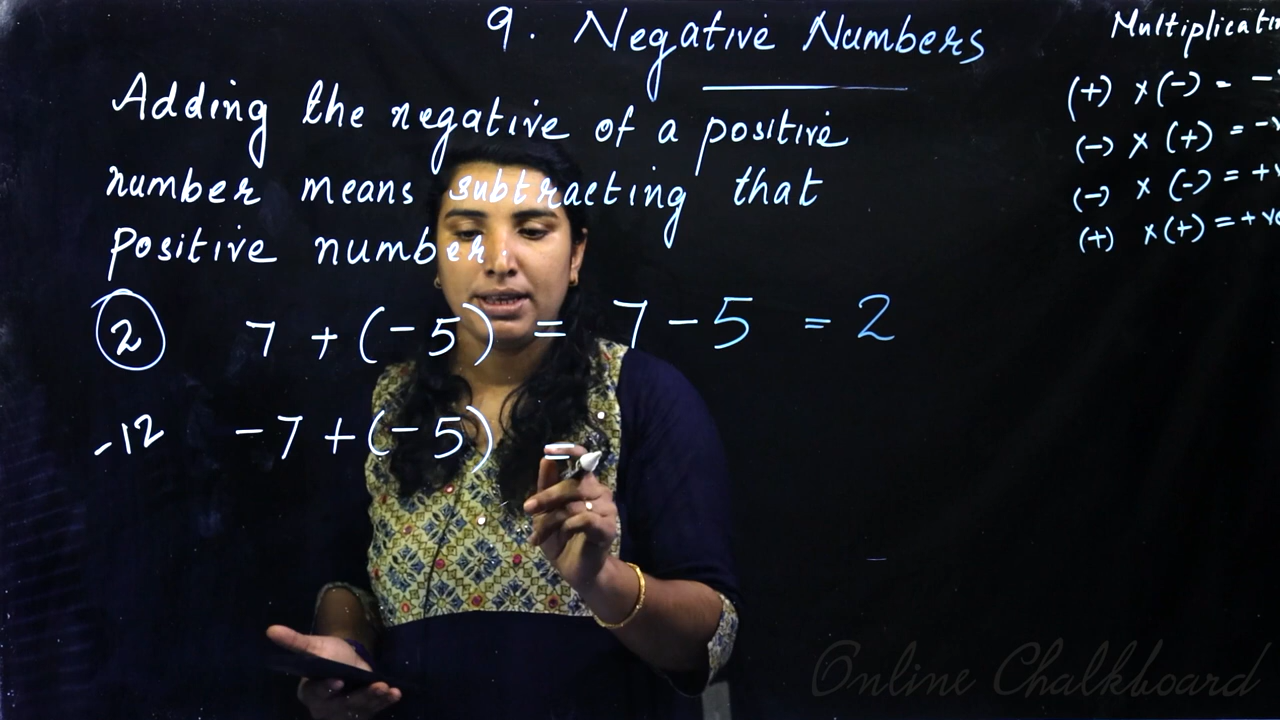 9. Negative Numbers
Adding the negative of a positive
number means subtracting that
positive number.
2 7 + (-5) = 7 - 5 = 2
-12 -7 + (-5) =
(+) × (-) = -
(-) × (+) = -v
(-) × (-) = +v
(+) × (+) = +ve
Online Chalkboard